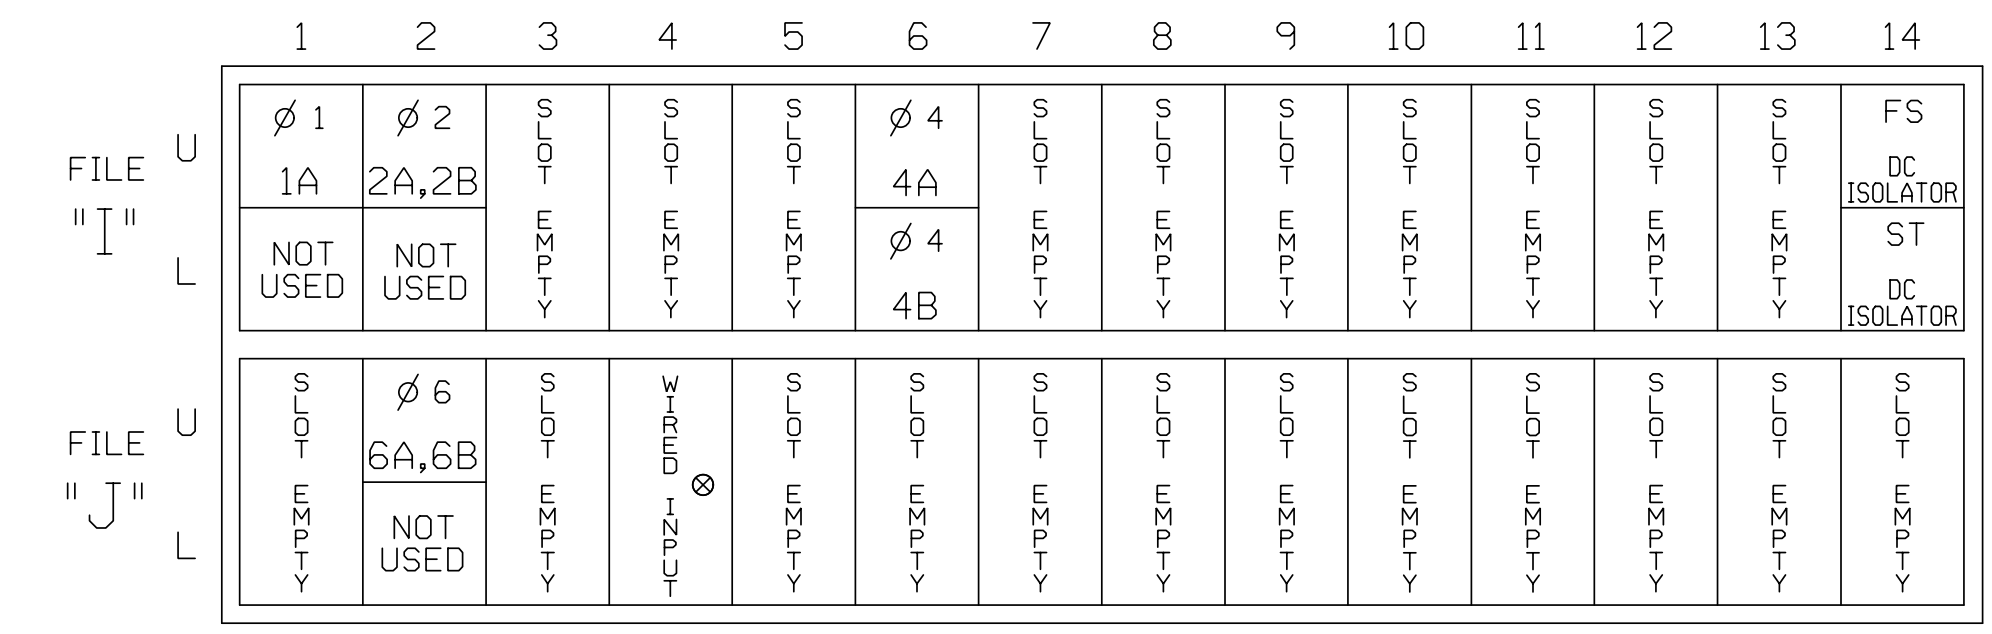 1 2 3 4 5 6 7 8 9 10 11 12 13 14
FILE "I"
U
L
Ø 1
1A
NOT
USED
Ø 2
2A,2B
NOT
USED
SLOT EMPTY
SLOT EMPTY
SLOT EMPTY
Ø 4
4A
Ø 4
4B
SLOT EMPTY
SLOT EMPTY
SLOT EMPTY
SLOT EMPTY
SLOT EMPTY
SLOT EMPTY
SLOT EMPTY
FS
DC
ISOLATOR
ST
DC
ISOLATOR
FILE "J"
U
L
SLOT EMPTY
Ø 6
6A,6B
NOT
USED
SLOT EMPTY
WIRED INPUT
⊗
SLOT EMPTY
SLOT EMPTY
SLOT EMPTY
SLOT EMPTY
SLOT EMPTY
SLOT EMPTY
SLOT EMPTY
SLOT EMPTY
SLOT EMPTY
SLOT EMPTY